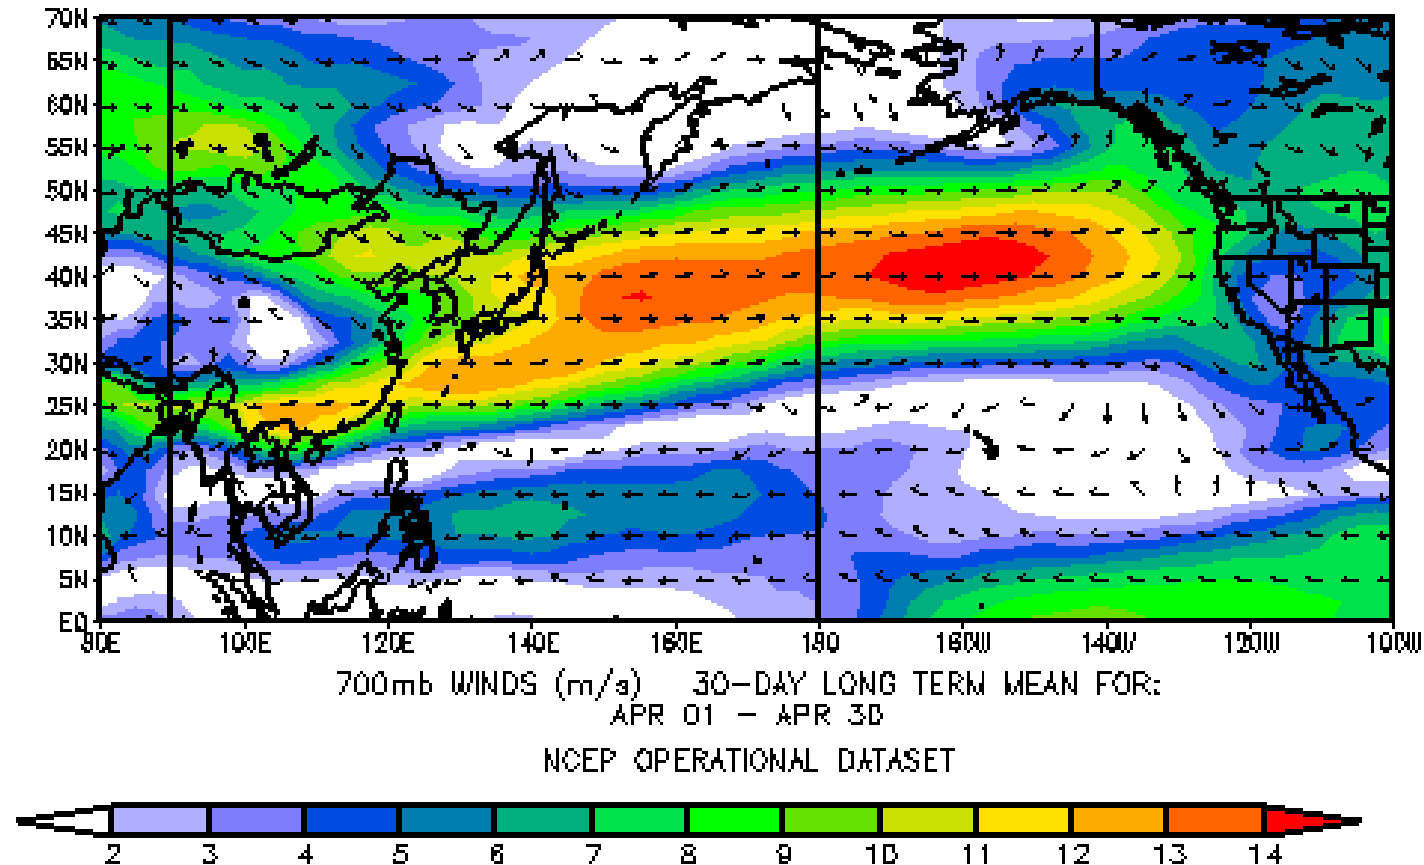 70N
65N
60N
55N
50N
45N
40N
35N
30N
25N
20N
15N
10N
5N
EQ
80E 100E 120E 140E 160E 180 160W 140W 120W 100W
700mb WINDS (m/s) 30-DAY LONG TERM MEAN FOR:
APR 01 - APR 30
NCEP OPERATIONAL DATASET
2 3 4 5 6 7 8 9 10 11 12 13 14